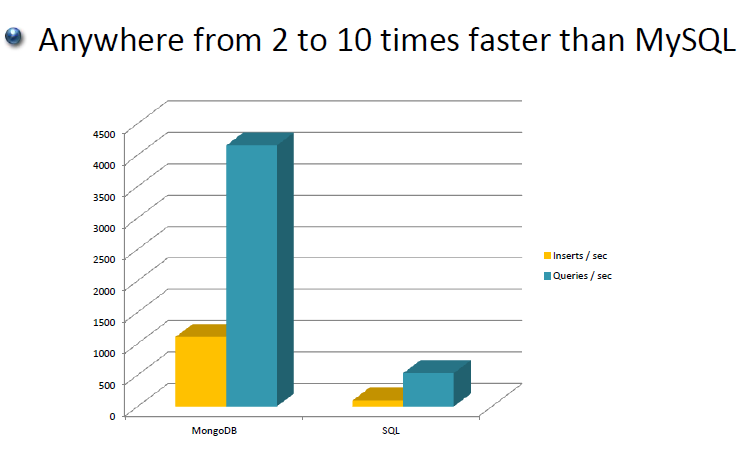 Anywhere from 2 to 10 times faster than MySQL
4500
4000
3500
3000
2500
2000
1500
1000
500
0
MongoDB
SQL
Inserts / sec
Queries / sec